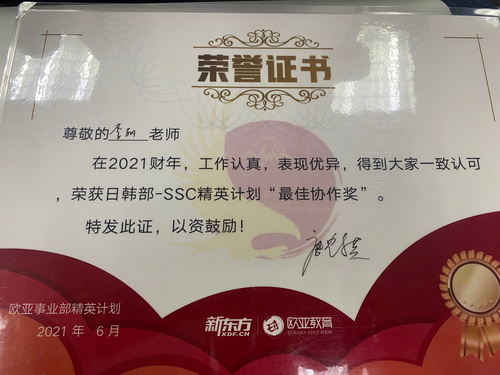 荣誉证书
尊敬的李丽老师
在2021财年，工作认真，表现优异，得到大家一致认可
，荣获日韩部-SSC精英计划“最佳协作奖”。
特发此证，以资鼓励！
欧亚事业部精英计划
2021 年 6 月
新东方 欧亚教育
XDF.CN EURASIA EDUCATION